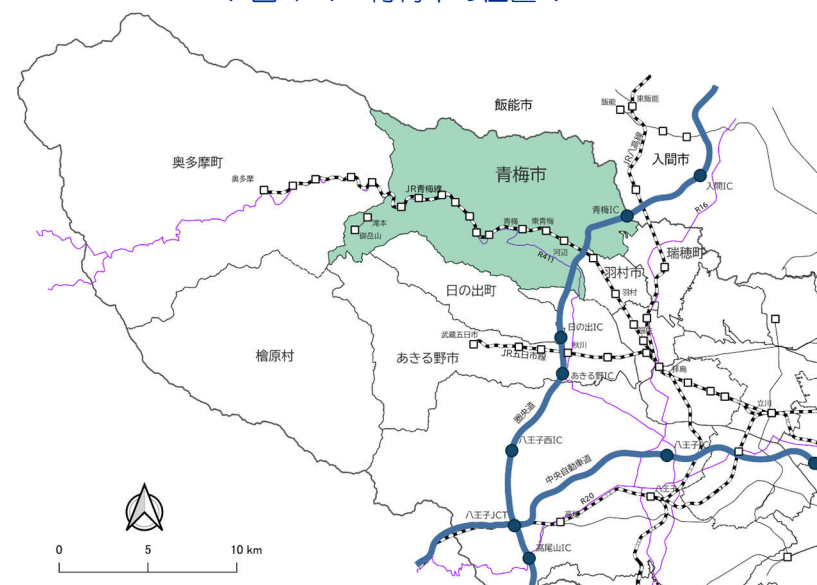 飯能市
飯能
東飯能
JR八高線
入間市
入間IC
R16
奥多摩町
奥多摩
青梅市
JR青梅線
滝本
御岳山
青梅
東青梅
河辺
R411
青梅IC
瑞穂町
羽村市
羽村
日の出町
日の出IC
武蔵五日市
JR五日市線
秋川
あきる野市
あきる野IC
檜原村
拝島
立川
圏央道
八王子西IC
中央自動車道
八王子IC
八王子
R20
高尾
八王子JCT
高尾山IC
0 5 10 km